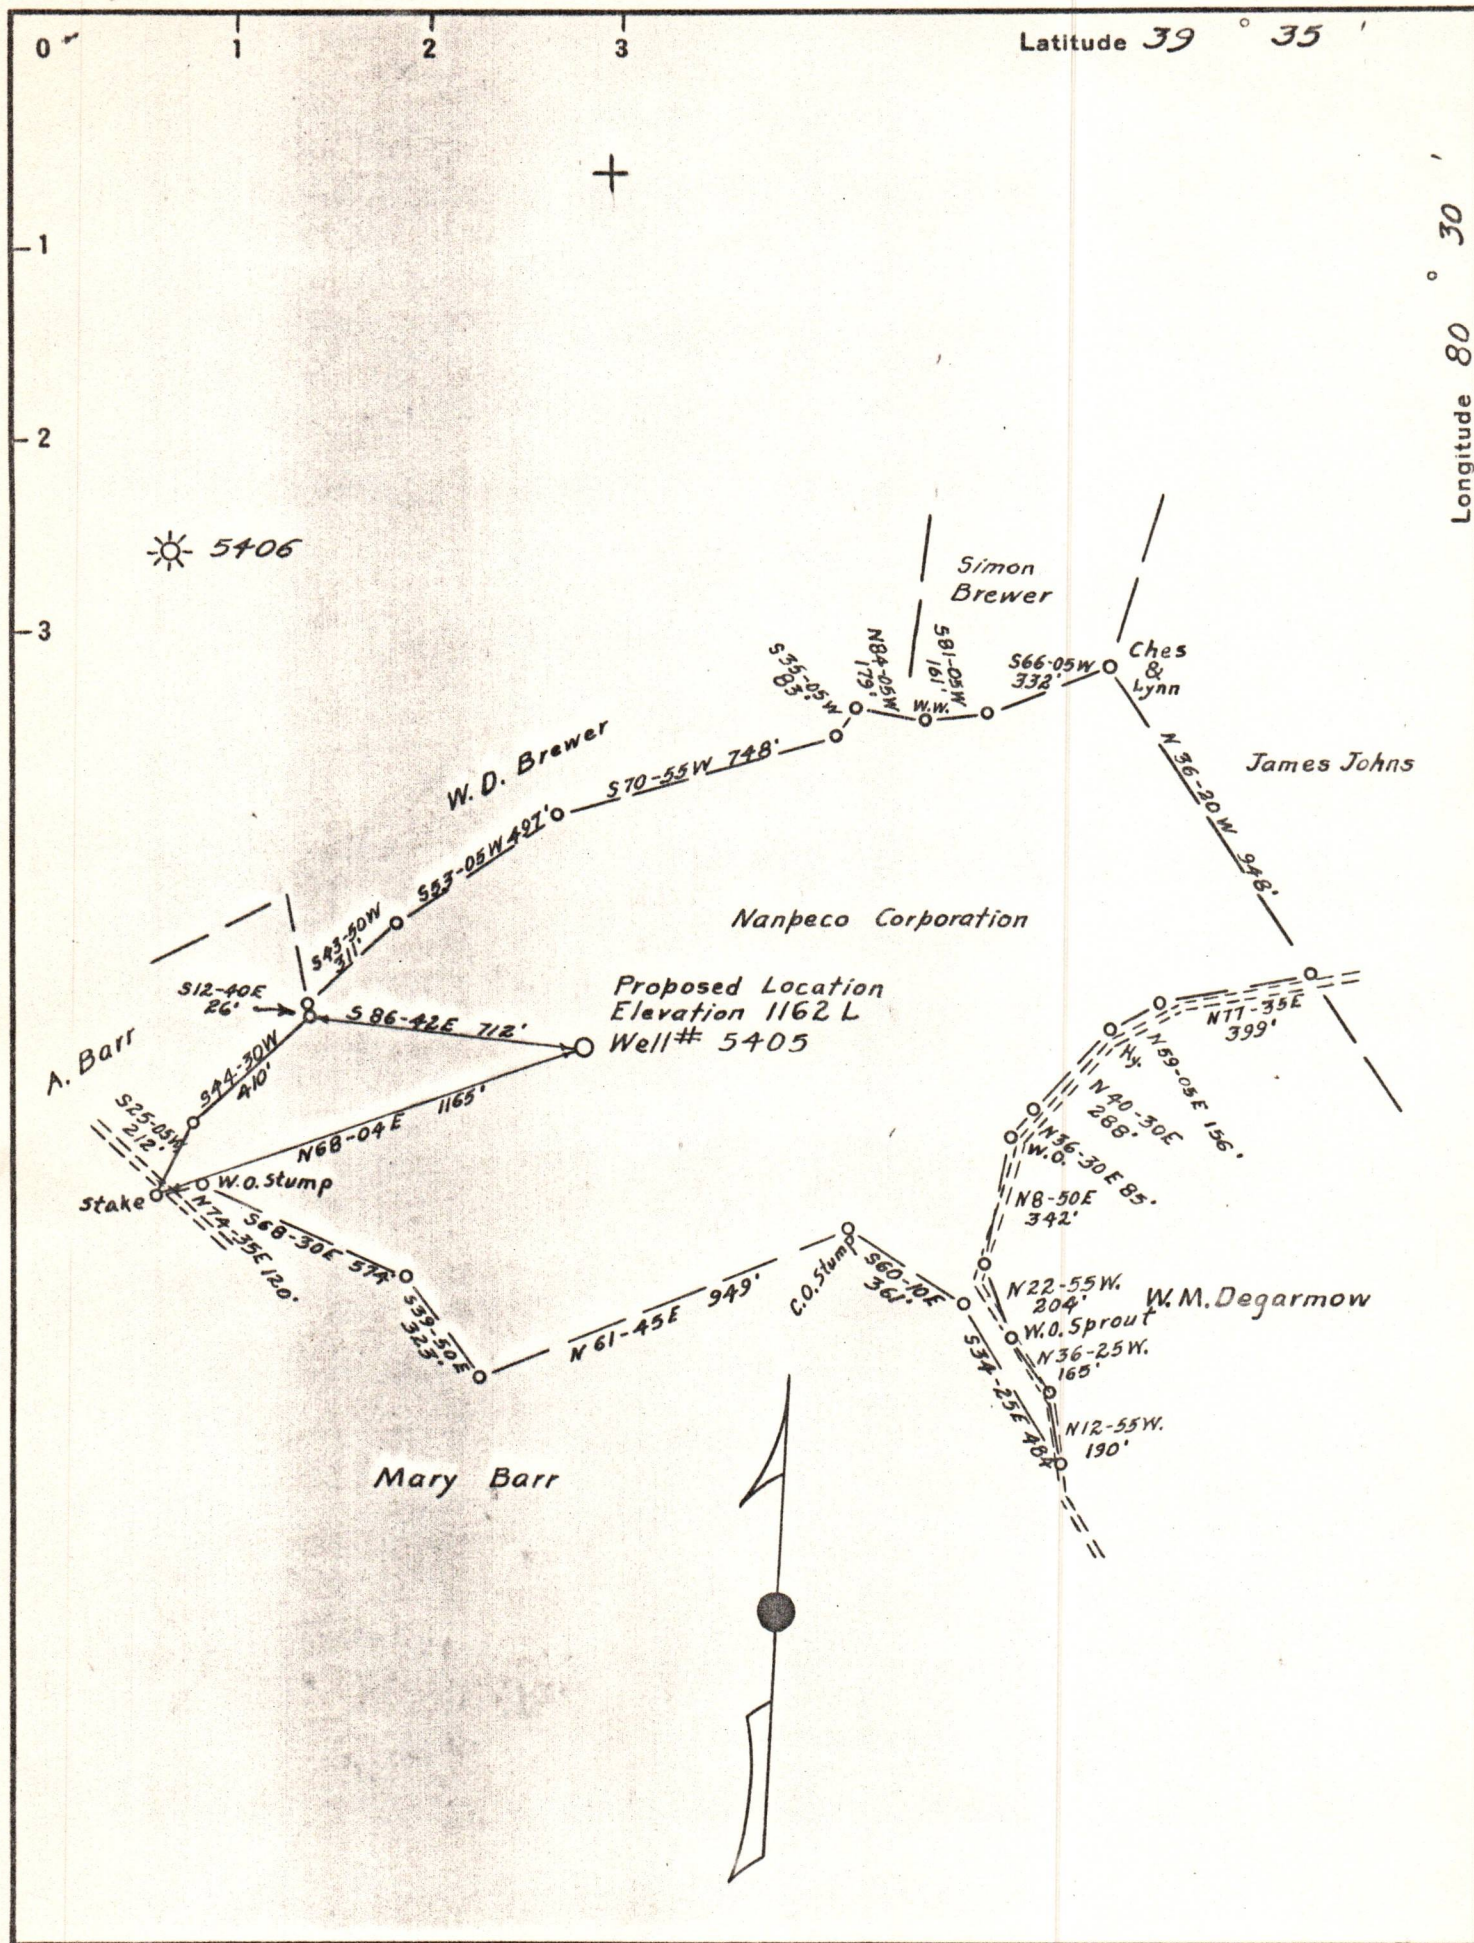 0 1 2 3 Latitude 39 ° 35 '
Longitude 80 ° 30 '
1
2
3
5406
Simon
Brewer
Ches
&
Lynn
S66-05W
332'
S81-05W
161'
W.W.
N84-05W
179'
S35-05W
83'
W. D. Brewer
S70-55W 748'
N 36-20W 948'
James Johns
S53-05W 497'
S43-50W
311'
Nanpeco Corporation
S12-40E
26'
S 86-42E 712'
Proposed Location
Elevation 1162 L
Well# 5405
N77-35E
399'
Hy.
N59-05E 156'
N40-30E
288'
A. Barr
S44-30W
410'
S25-05W
212'
N68-04E 1165'
N36-30E 85'
W.O.
N8-50E
342'
Stake
W.O. Stump
N74-35E 120'
S68-30E 574'
S39-50E
323'
N 61-45E 949'
C.O. Stump
S60-10E
361'
N22-55W.
204'
W.M. Degarmow
W.O. Sprout
N36-25W.
165'
S34-25E 484'
N12-55W.
190'
Mary Barr